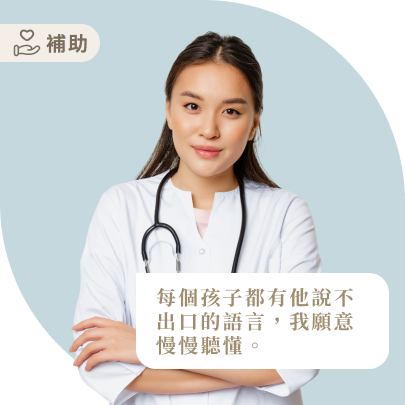 補助
每個孩子都有他說不
出口的語言，我願意
慢慢聽懂。